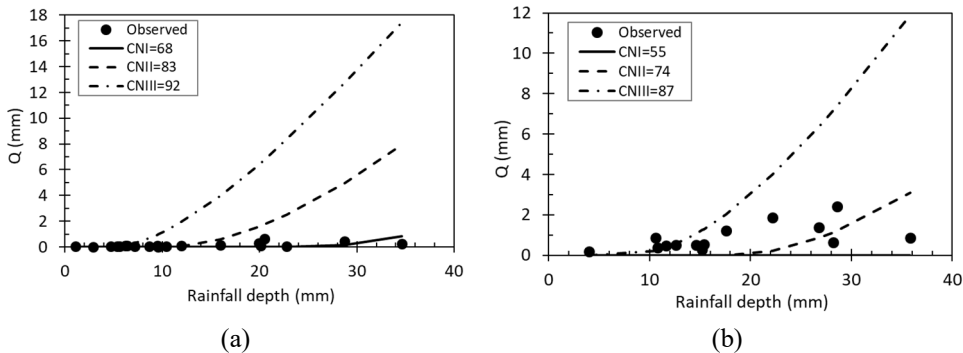 Observed
CNI=68
CNII=83
CNIII=92
Q (mm)
18
16
14
12
10
8
6
4
2
0
0 10 20 30 40
Rainfall depth (mm)
(a)
Observed
CNI=55
CNII=74
CNIII=87
Q (mm)
12
10
8
6
4
2
0
0 10 20 30 40
Rainfall depth (mm)
(b)